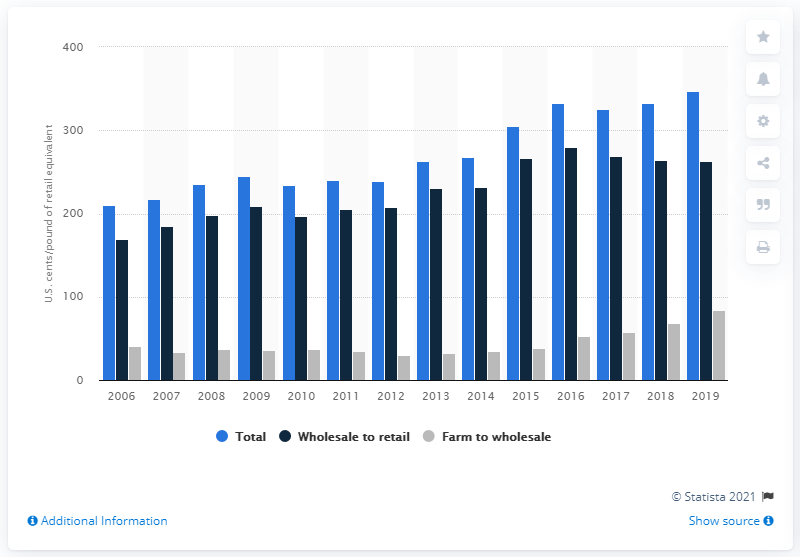 400
300
200
100
0
U.S. cents/pound of retail equivalent
2006 2007 2008 2009 2010 2011 2012 2013 2014 2015 2016 2017 2018 2019
Total Wholesale to retail Farm to wholesale
© Statista 2021
Additional Information Show source